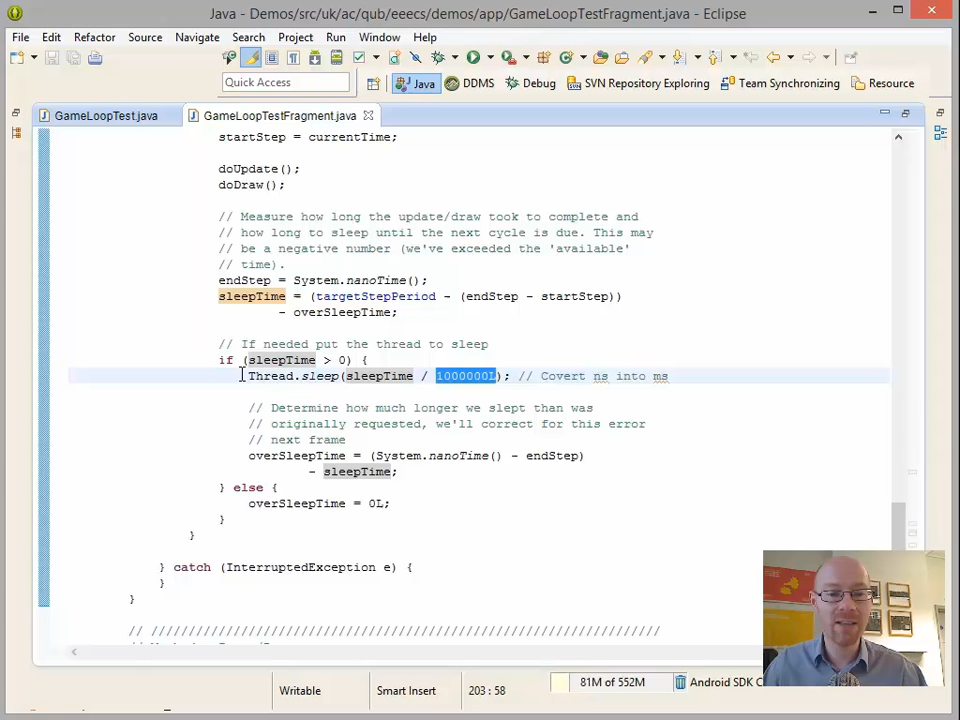 Java - Demos/src/uk/ac/qub/eeecs/demos/app/GameLoopTestFragment.java - Eclipse
File Edit Refactor Source Navigate Search Project Run Window Help
Quick Access
Java DDMS Debug SVN Repository Exploring Team Synchronizing Resource
GameLoopTest.java GameLoopTestFragment.java
startStep = currentTime;
doUpdate();
doDraw();
// Measure how long the update/draw took to complete and
// how long to sleep until the next cycle is due. This may
// be a negative number (we've exceeded the 'available'
// time).
endStep = System.nanoTime();
sleepTime = (targetStepPeriod - (endStep - startStep))
- overSleepTime;
// If needed put the thread to sleep
if (sleepTime > 0) {
Thread.sleep(sleepTime / 1000000L); // Covert ns into ms
// Determine how much longer we slept than was
// originally requested, we'll correct for this error
// next frame
overSleepTime = (System.nanoTime() - endStep)
- sleepTime;
} else {
overSleepTime = 0L;
}
}
} catch (InterruptedException e) {
}
}
// ////////////////////////////////////////////////////////////////////
Writable Smart Insert 203 : 58 81M of 552M Android SDK C